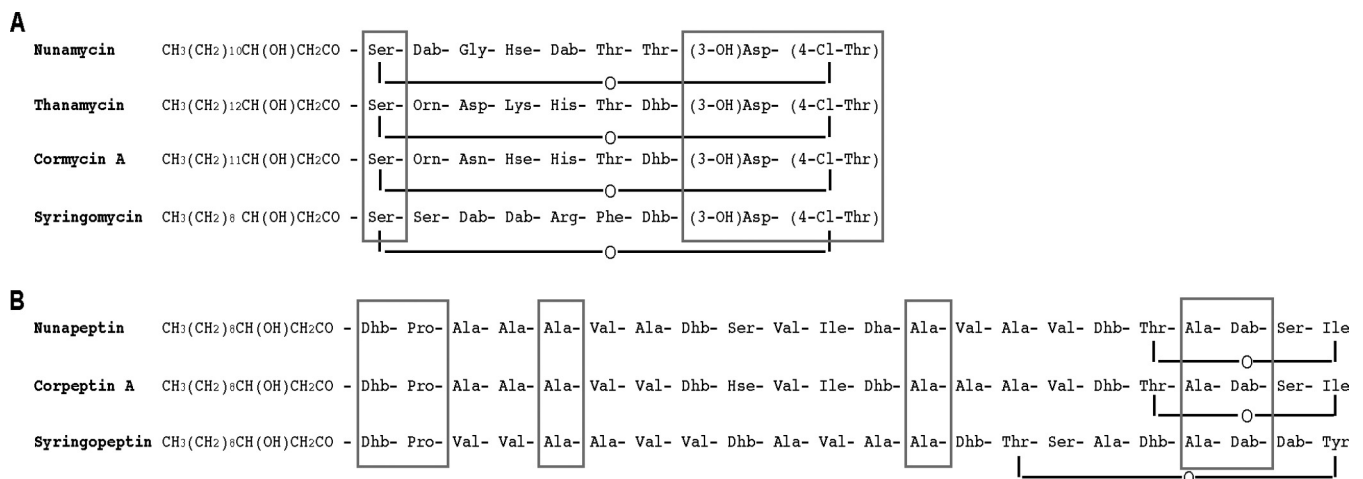 A
Nunamycin CH3(CH2)10CH(OH)CH2CO - Ser- Dab- Gly- Hse- Dab- Thr- Thr- (3-OH)Asp- (4-Cl-Thr)
O
Thanamycin CH3(CH2)12CH(OH)CH2CO - Ser- Orn- Asp- Lys- His- Thr- Dhb- (3-OH)Asp- (4-Cl-Thr)
O
Cormycin A CH3(CH2)11CH(OH)CH2CO - Ser- Orn- Asn- Hse- His- Thr- Dhb- (3-OH)Asp- (4-Cl-Thr)
O
Syringomycin CH3(CH2)8 CH(OH)CH2CO - Ser- Ser- Dab- Dab- Arg- Phe- Dhb- (3-OH)Asp- (4-Cl-Thr)
O
B
Nunapeptin CH3(CH2)8CH(OH)CH2CO - Dhb- Pro- Ala- Ala- Ala- Val- Ala- Dhb- Ser- Val- Ile- Dha- Ala- Val- Ala- Val- Dhb- Thr- Ala- Dab- Ser- Ile
O
Corpeptin A CH3(CH2)8CH(OH)CH2CO - Dhb- Pro- Ala- Ala- Ala- Val- Val- Dhb- Hse- Val- Ile- Dhb- Ala- Ala- Ala- Val- Dhb- Thr- Ala- Dab- Ser- Ile
O
Syringopeptin CH3(CH2)8CH(OH)CH2CO - Dhb- Pro- Val- Val- Ala- Ala- Val- Val- Dhb- Ala- Val- Ala- Ala- Dhb- Thr- Ser- Ala- Dhb- Ala- Dab- Dab- Tyr
O